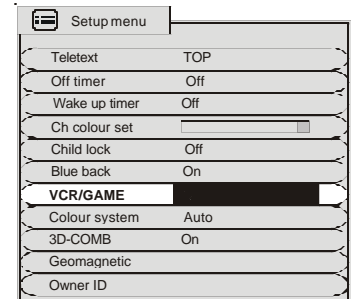 Setup menu
Teletext TOP
Off timer Off
Wake up timer Off
Ch colour set
Child lock Off
Blue back On
VCR/GAME
Colour system Auto
3D-COMB On
Geomagnetic
Owner ID